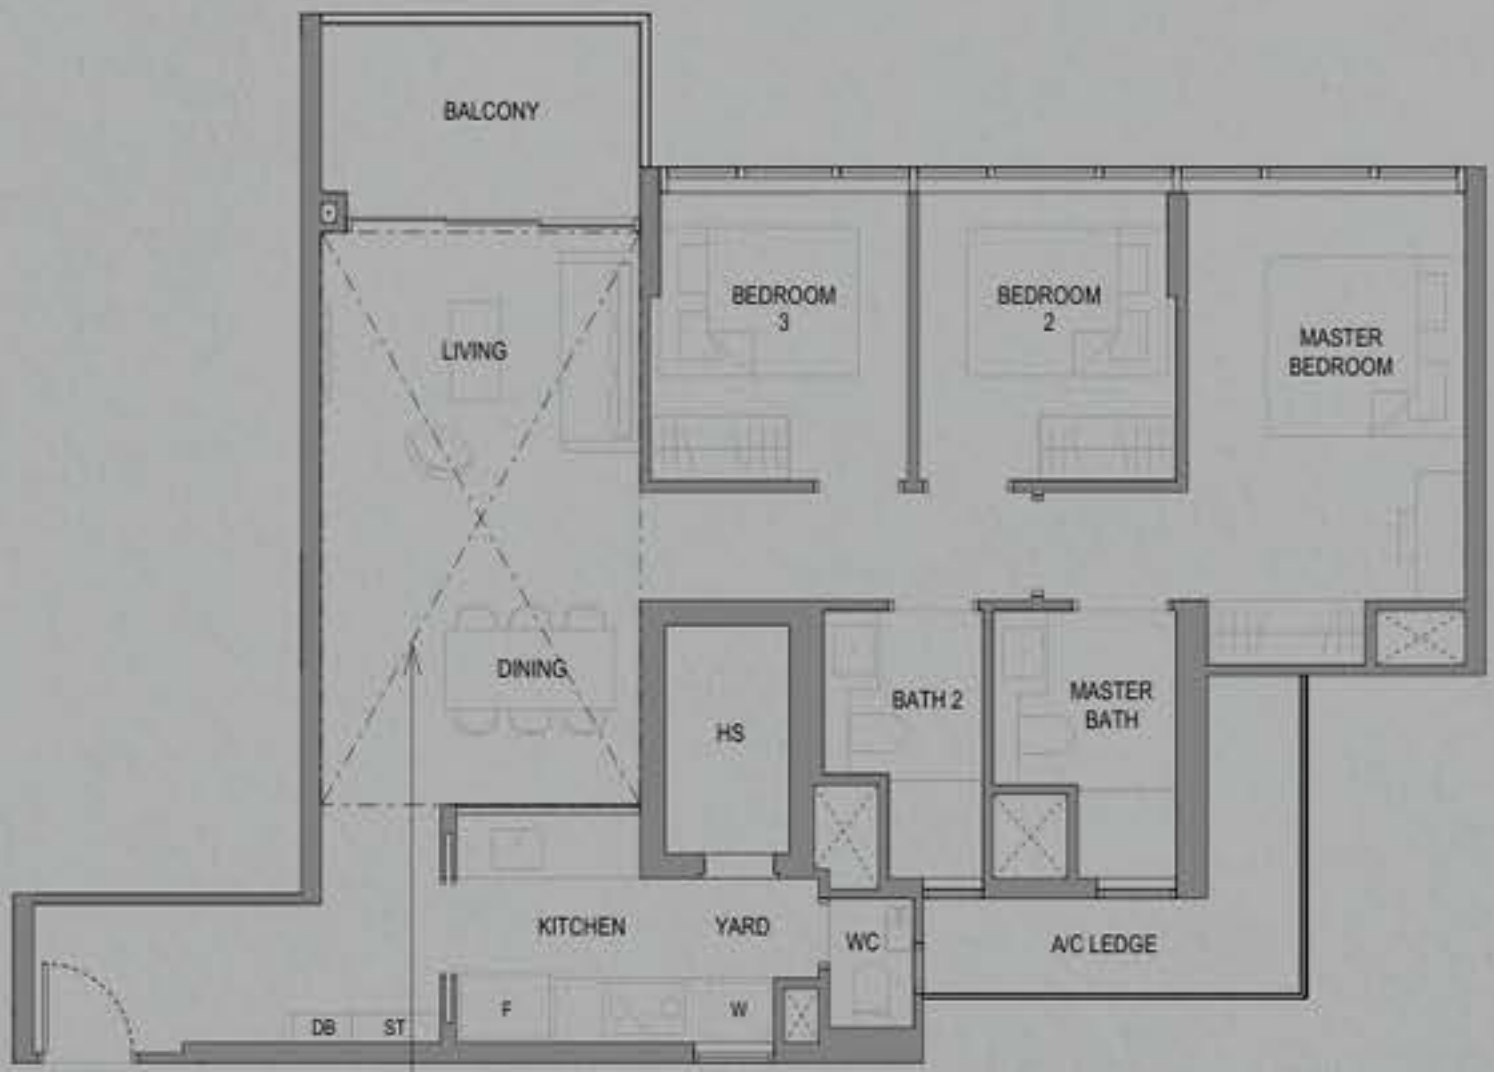 BALCONY
BEDROOM
3
BEDROOM
2
MASTER
BEDROOM
LIVING
DINING
HS
BATH 2
MASTER
BATH
KITCHEN
YARD
WC
A/C LEDGE
F
W
DB
ST